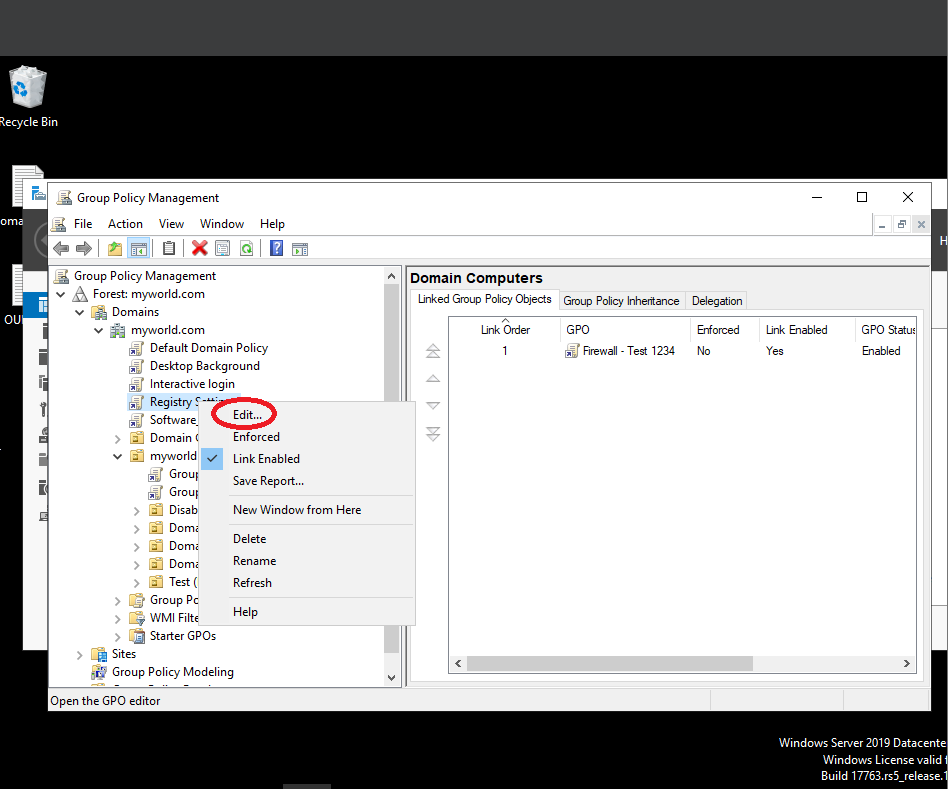 Recycle Bin
Group Policy Management
File Action View Window Help
Group Policy Management
Forest: myworld.com
Domains
myworld.com
Default Domain Policy
Desktop Background
Interactive login
Registry
Software_
Domain
myworld
Group
Group
Disab
Doma
Doma
Doma
Test (
Group Po
WMI Filte
Starter GPOs
Sites
Group Policy Modeling
Edit...
Enforced
Link Enabled
Save Report...
New Window from Here
Delete
Rename
Refresh
Help
Domain Computers
Linked Group Policy Objects Group Policy Inheritance Delegation
Link Order GPO Enforced Link Enabled GPO Status
1 Firewall - Test 1234 No Yes Enabled
Open the GPO editor
Windows Server 2019 Datacente
Windows License valid f
Build 17763.rs5_release.1